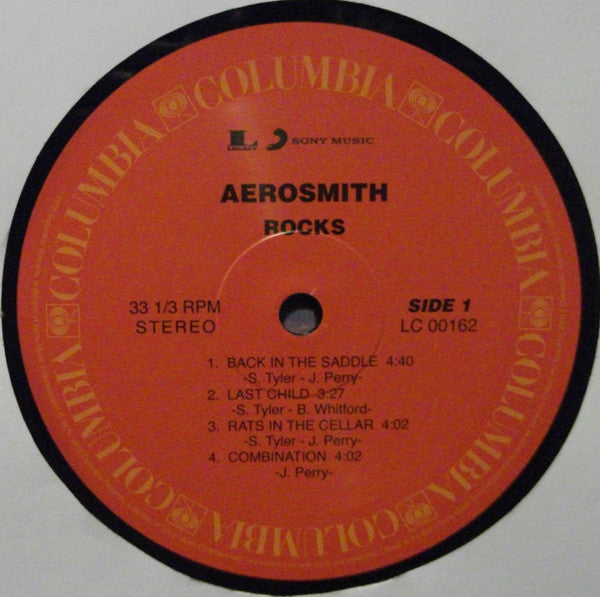 COLUMBIA COLUMBIA COLUMBIA COLUMBIA COLUMBIA COLUMBIA
L LEGACY SONY MUSIC
AEROSMITH
ROCKS
33 1/3 RPM
STEREO
SIDE 1
LC 00162
1. BACK IN THE SADDLE 4:40
-S. Tyler - J. Perry-
2. LAST CHILD 3:27
-S. Tyler - B. Whitford-
3. RATS IN THE CELLAR 4:02
-S. Tyler - J. Perry-
4. COMBINATION 4:02
-J. Perry-